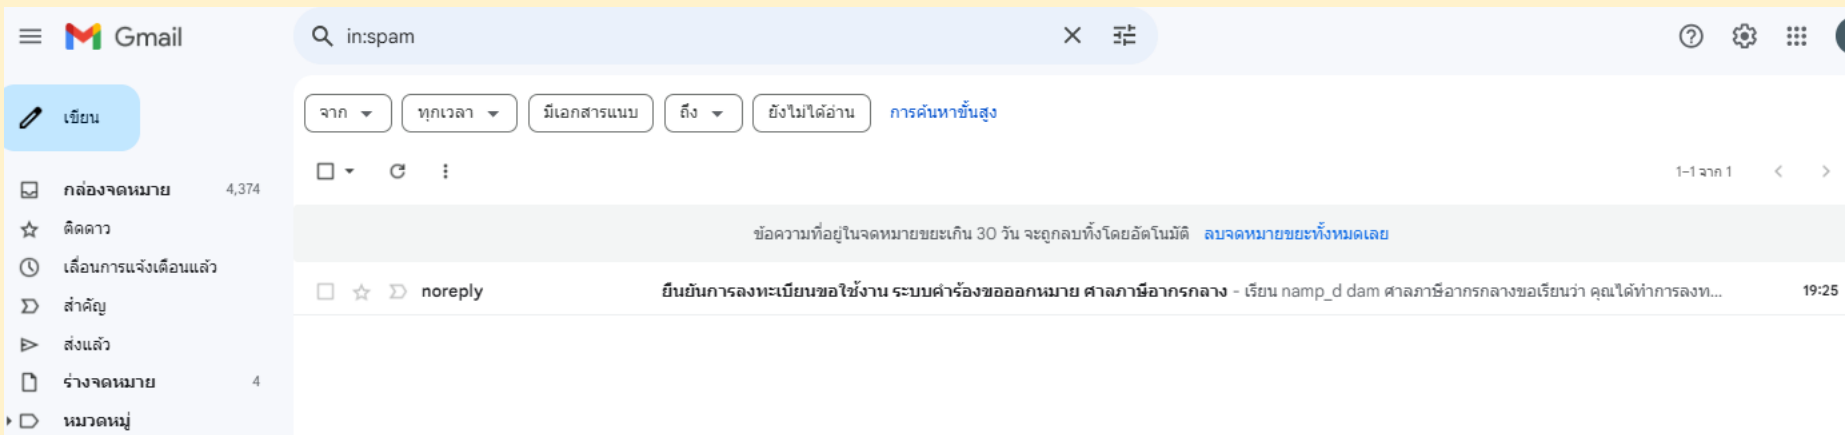 Gmail
in:spam
เขียน
จาก ทุกเวลา มีเอกสารแนบ ถึง ยังไม่ได้อ่าน การค้นหาขั้นสูง
1–1 จาก 1
กล่องจดหมาย 4,374
ติดดาว
เลื่อนการแจ้งเตือนแล้ว
สำคัญ
ส่งแล้ว
ร่างจดหมาย 4
หมวดหมู่
ข้อความที่อยู่ในจดหมายขยะเกิน 30 วัน จะถูกลบทิ้งโดยอัตโนมัติ ลบจดหมายขยะทั้งหมดเลย
noreply ยืนยันการลงทะเบียนขอใช้งาน ระบบคำร้องขอออกหมาย ศาลภาษีอากรกลาง - เรียน namp_d dam ศาลภาษีอากรกลางขอเรียนว่า คุณได้ทำการลงท... 19:25